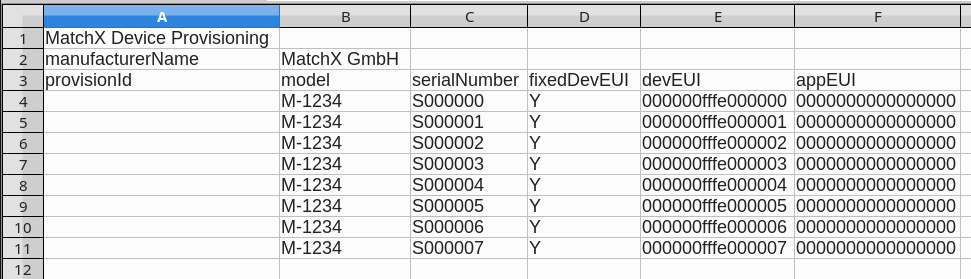 A B C D E F
1 MatchX Device Provisioning
2 manufacturerName MatchX GmbH
3 provisionId model serialNumber fixedDevEUI devEUI appEUI
4 M-1234 S000000 Y 000000fffe000000 0000000000000000
5 M-1234 S000001 Y 000000fffe000001 0000000000000000
6 M-1234 S000002 Y 000000fffe000002 0000000000000000
7 M-1234 S000003 Y 000000fffe000003 0000000000000000
8 M-1234 S000004 Y 000000fffe000004 0000000000000000
9 M-1234 S000005 Y 000000fffe000005 0000000000000000
10 M-1234 S000006 Y 000000fffe000006 0000000000000000
11 M-1234 S000007 Y 000000fffe000007 0000000000000000
12